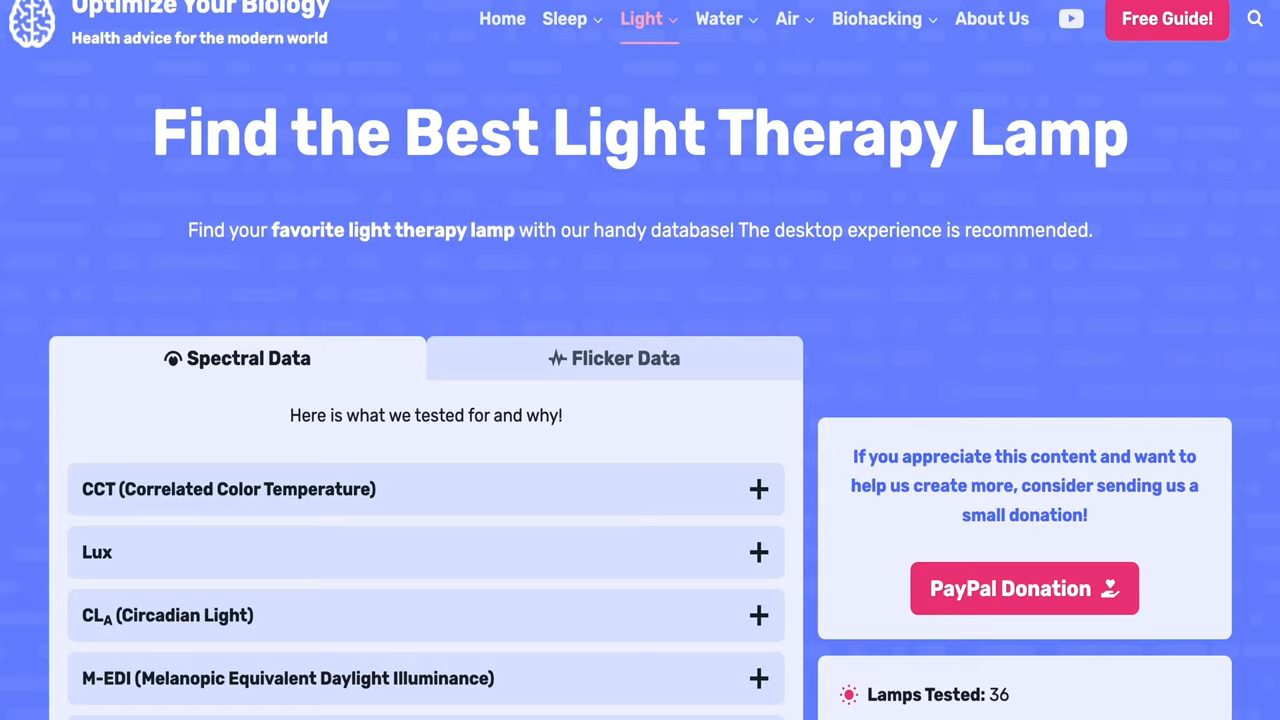 Optimize Your Biology
Health advice for the modern world
Home Sleep Light Water Air Biohacking About Us Free Guide!
Find the Best Light Therapy Lamp
Find your favorite light therapy lamp with our handy database! The desktop experience is recommended.
Spectral Data
Flicker Data
Here is what we tested for and why!
CCT (Correlated Color Temperature)
Lux
CLA (Circadian Light)
M-EDI (Melanopic Equivalent Daylight Illuminance)
If you appreciate this content and want to
help us create more, consider sending us a
small donation!
PayPal Donation
Lamps Tested: 36